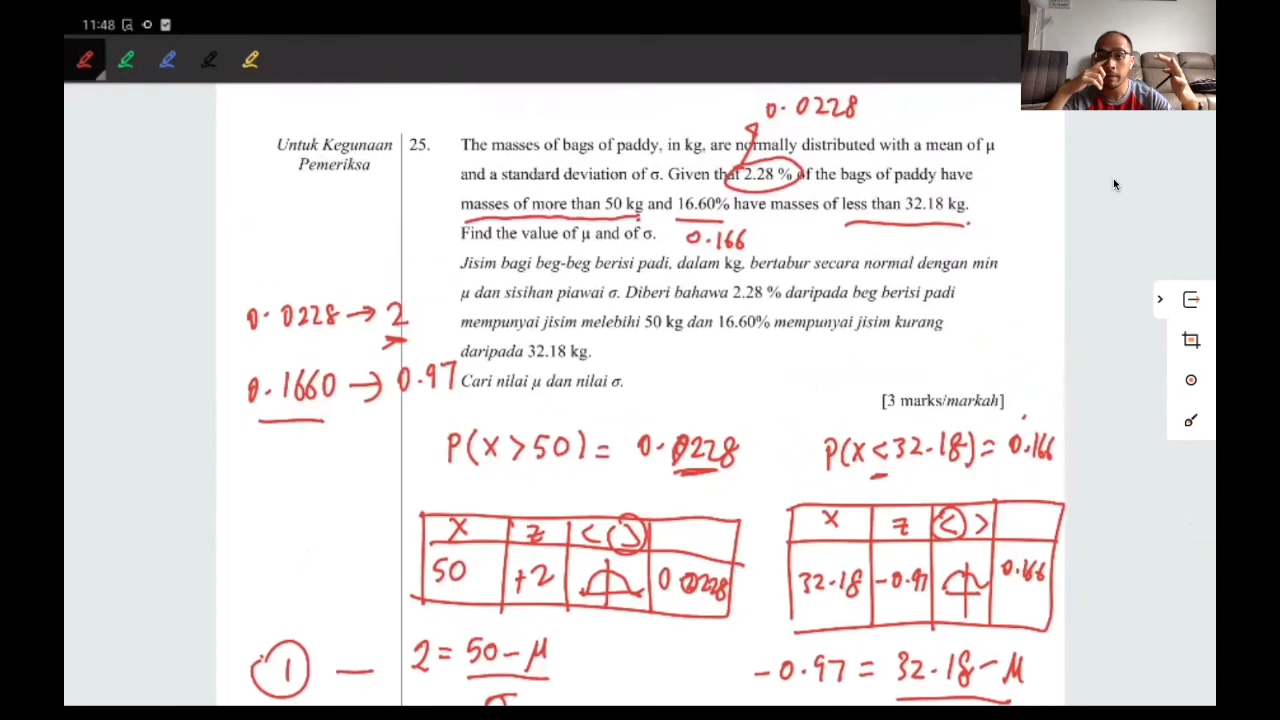 11:48
0.0228
Untuk Kegunaan
Pemeriksa
25. The masses of bags of paddy, in kg, are normally distributed with a mean of μ
and a standard deviation of σ. Given that 2.28 % of the bags of paddy have
masses of more than 50 kg and 16.60% have masses of less than 32.18 kg.
Find the value of μ and of σ.
0.166
Jisim bagi beg-beg berisi padi, dalam kg, bertabur secara normal dengan min
μ dan sisihan piawai σ. Diberi bahawa 2.28 % daripada beg berisi padi
mempunyai jisim melebihi 50 kg dan 16.60% mempunyai jisim kurang
daripada 32.18 kg.
Cari nilai μ dan nilai σ.
[3 marks/markah]
0.0228 → 2
0.1660 → 0.97
P(X > 50) = 0.0228
P(X < 32.18) = 0.166
X z < >
50 +2 0.0228
X z < >
32.18 -0.97 0.166
1 — 2 = 50 - μ
σ
-0.97 = 32.18 - μ